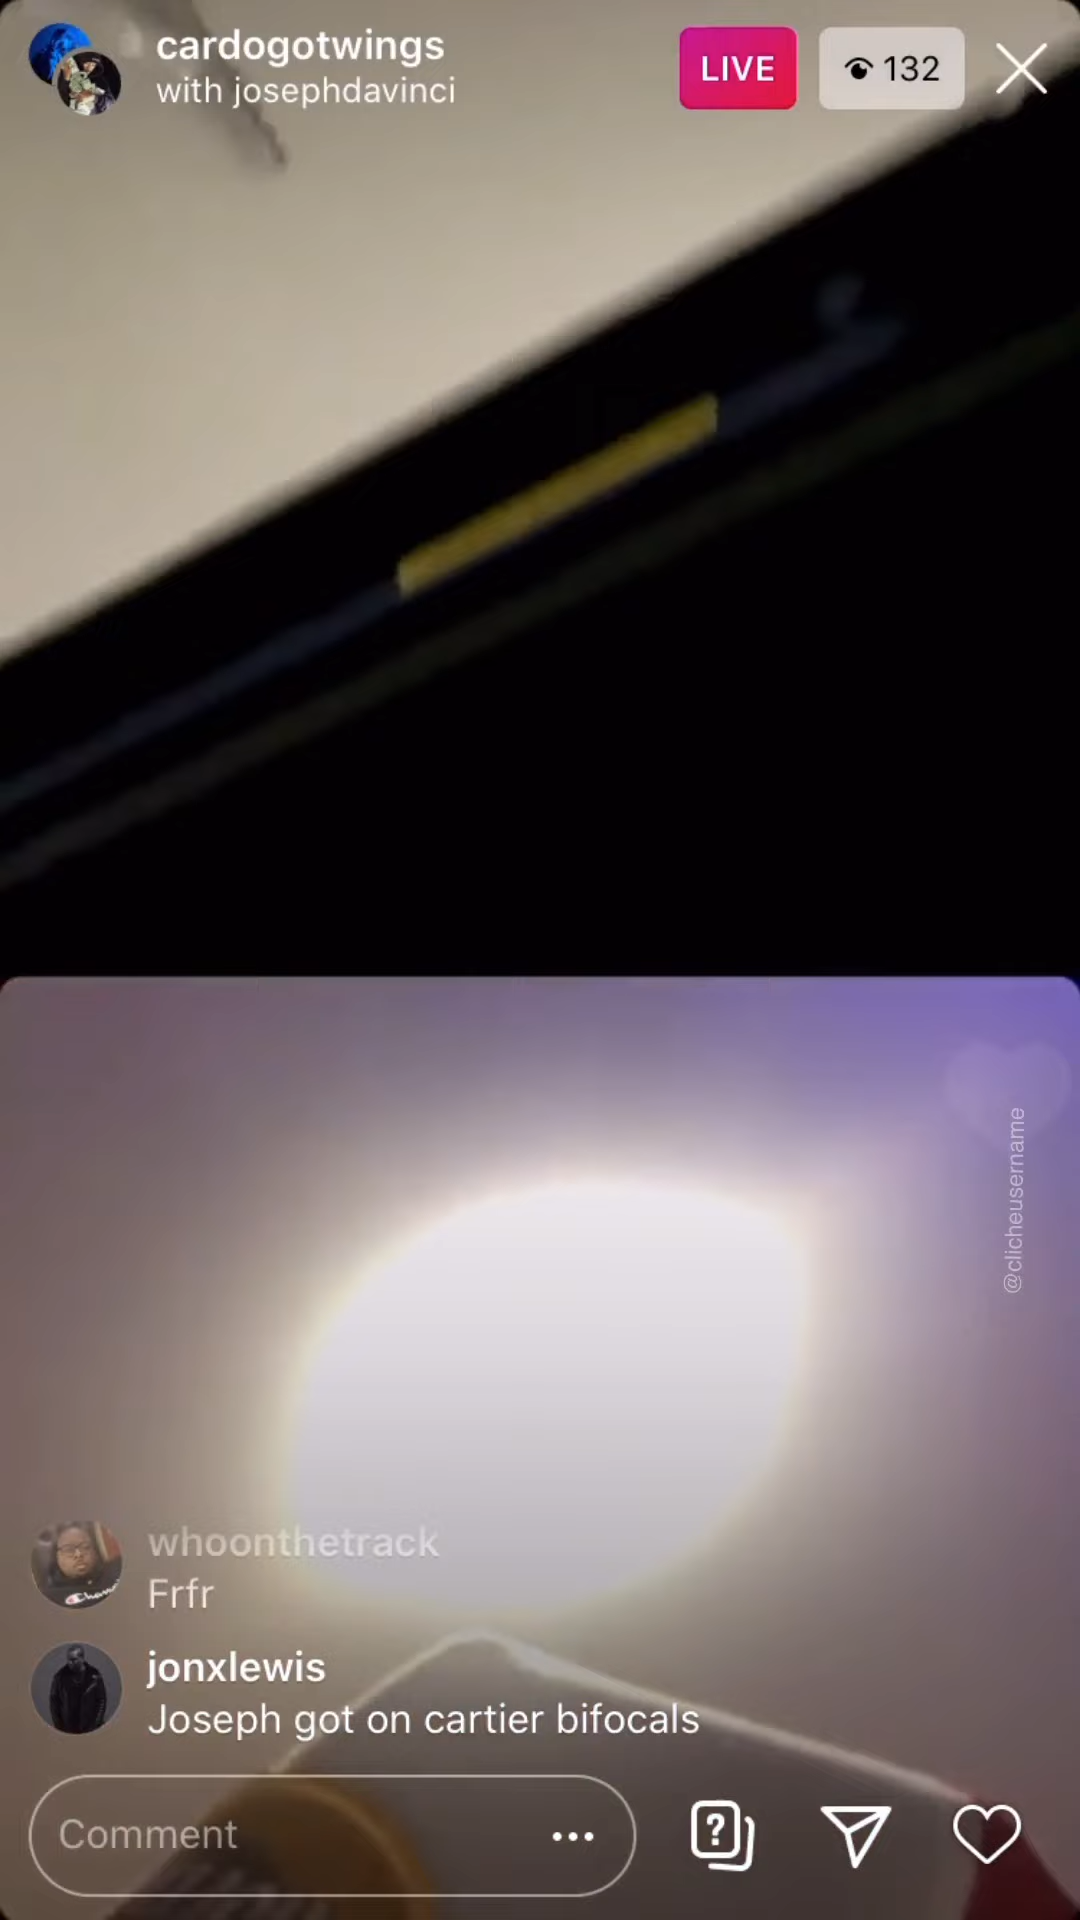 cardogotwings
with josephdavinci
LIVE
132
@clicheusername
whoonthetrack
Frfr
jonxlewis
Joseph got on cartier bifocals
Comment